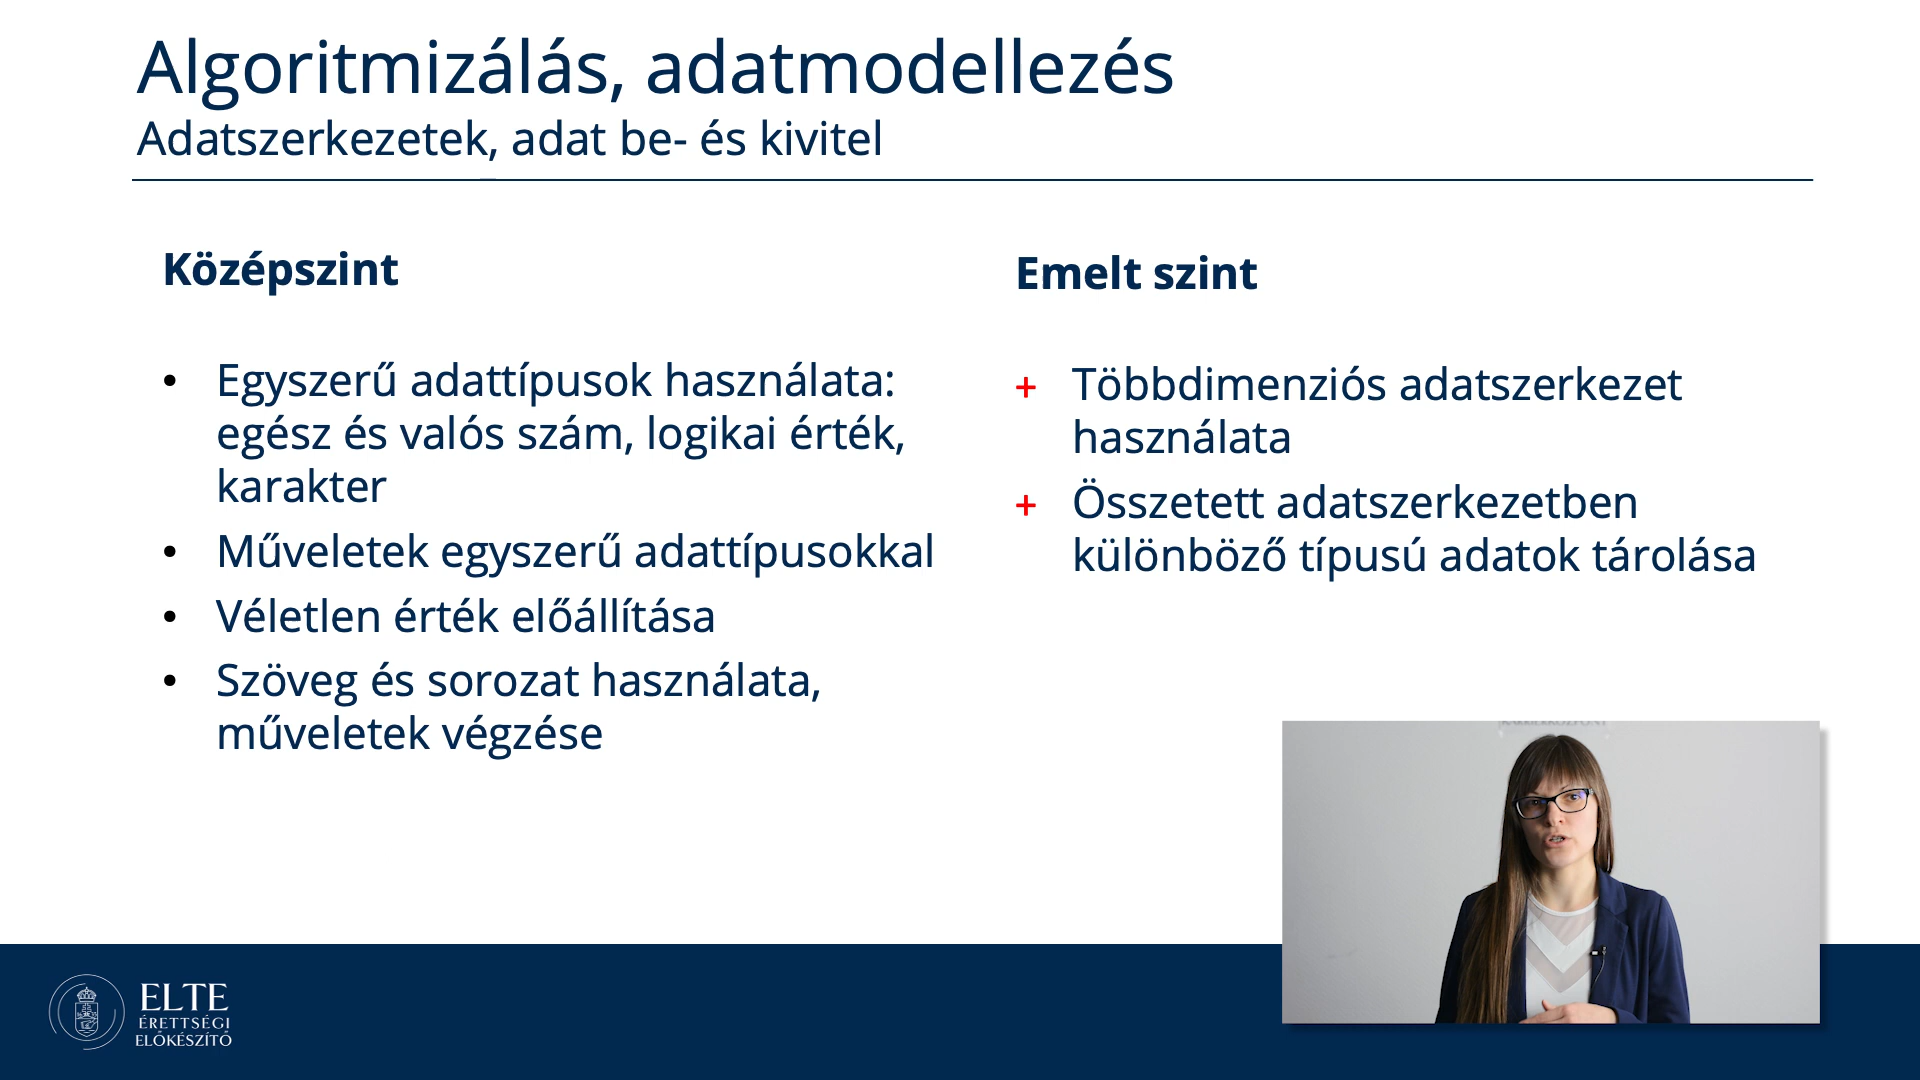 Algoritmizálás, adatmodellezés
Adatszerkezetek, adat be- és kivitel
Középszint
• Egyszerű adattípusok használata:
egész és valós szám, logikai érték,
karakter
• Műveletek egyszerű adattípusokkal
• Véletlen érték előállítása
• Szöveg és sorozat használata,
műveletek végzése
Emelt szint
+ Többdimenziós adatszerkezet
használata
+ Összetett adatszerkezetben
különböző típusú adatok tárolása
ELTE
ÉRETTSÉGI
ELŐKÉSZÍTŐ